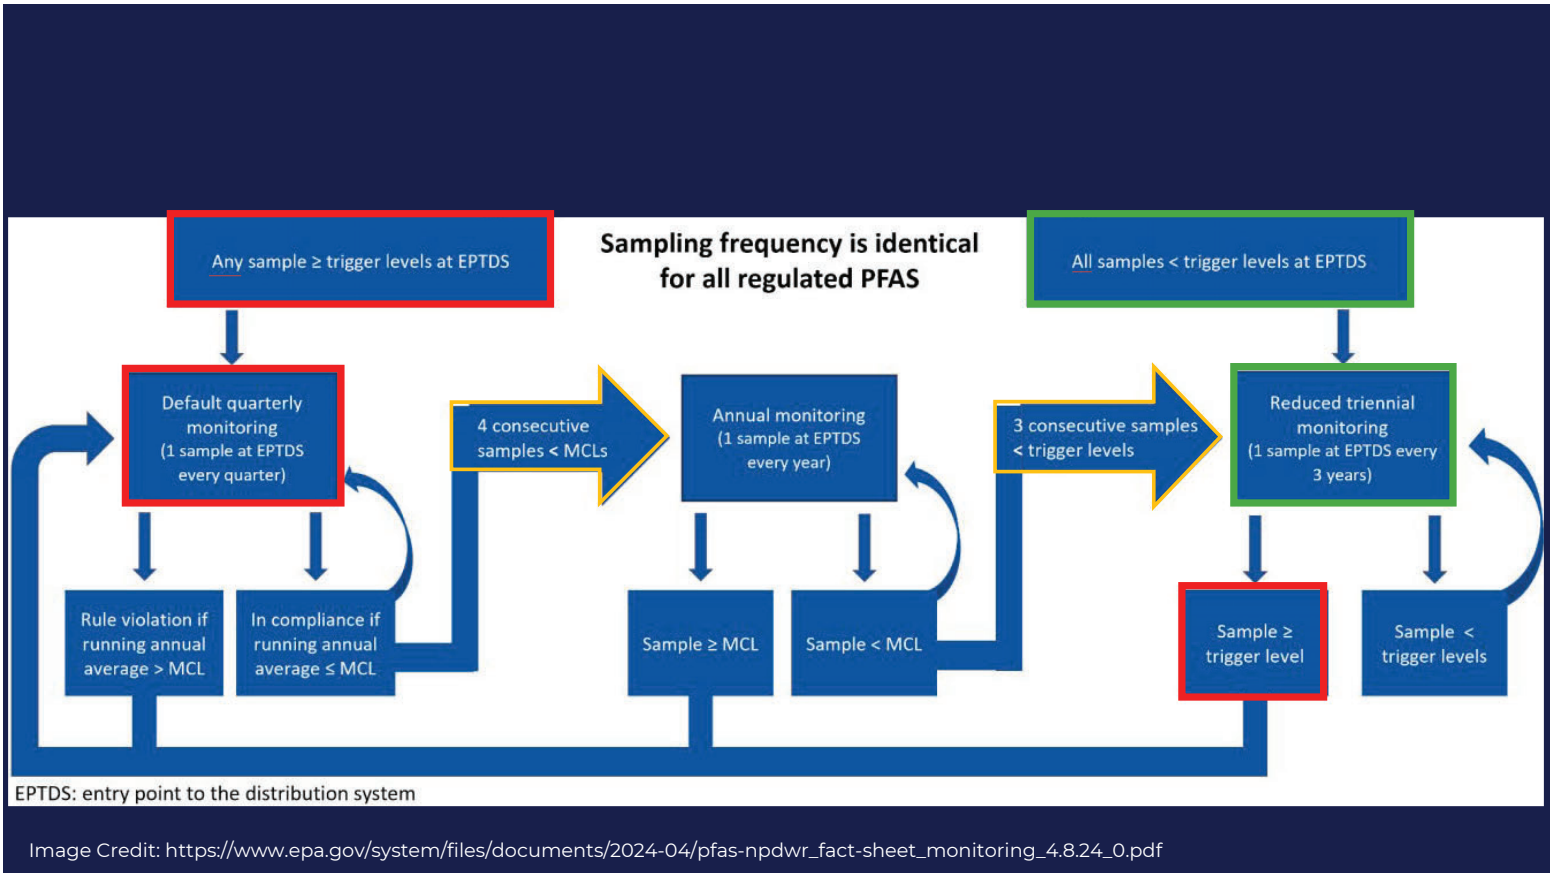 Any sample ≥ trigger levels at EPTDS
Sampling frequency is identical
for all regulated PFAS
All samples < trigger levels at EPTDS
Default quarterly
monitoring
(1 sample at EPTDS
every quarter)
4 consecutive
samples < MCLs
Annual monitoring
(1 sample at EPTDS
every year)
3 consecutive samples
< trigger levels
Reduced triennial
monitoring
(1 sample at EPTDS every
3 years)
Rule violation if
running annual
average > MCL
In compliance if
running annual
average ≤ MCL
Sample ≥ MCL
Sample < MCL
Sample ≥
trigger level
Sample <
trigger levels
EPTDS: entry point to the distribution system
Image Credit: https://www.epa.gov/system/files/documents/2024-04/pfas-npdwr_fact-sheet_monitoring_4.8.24_0.pdf